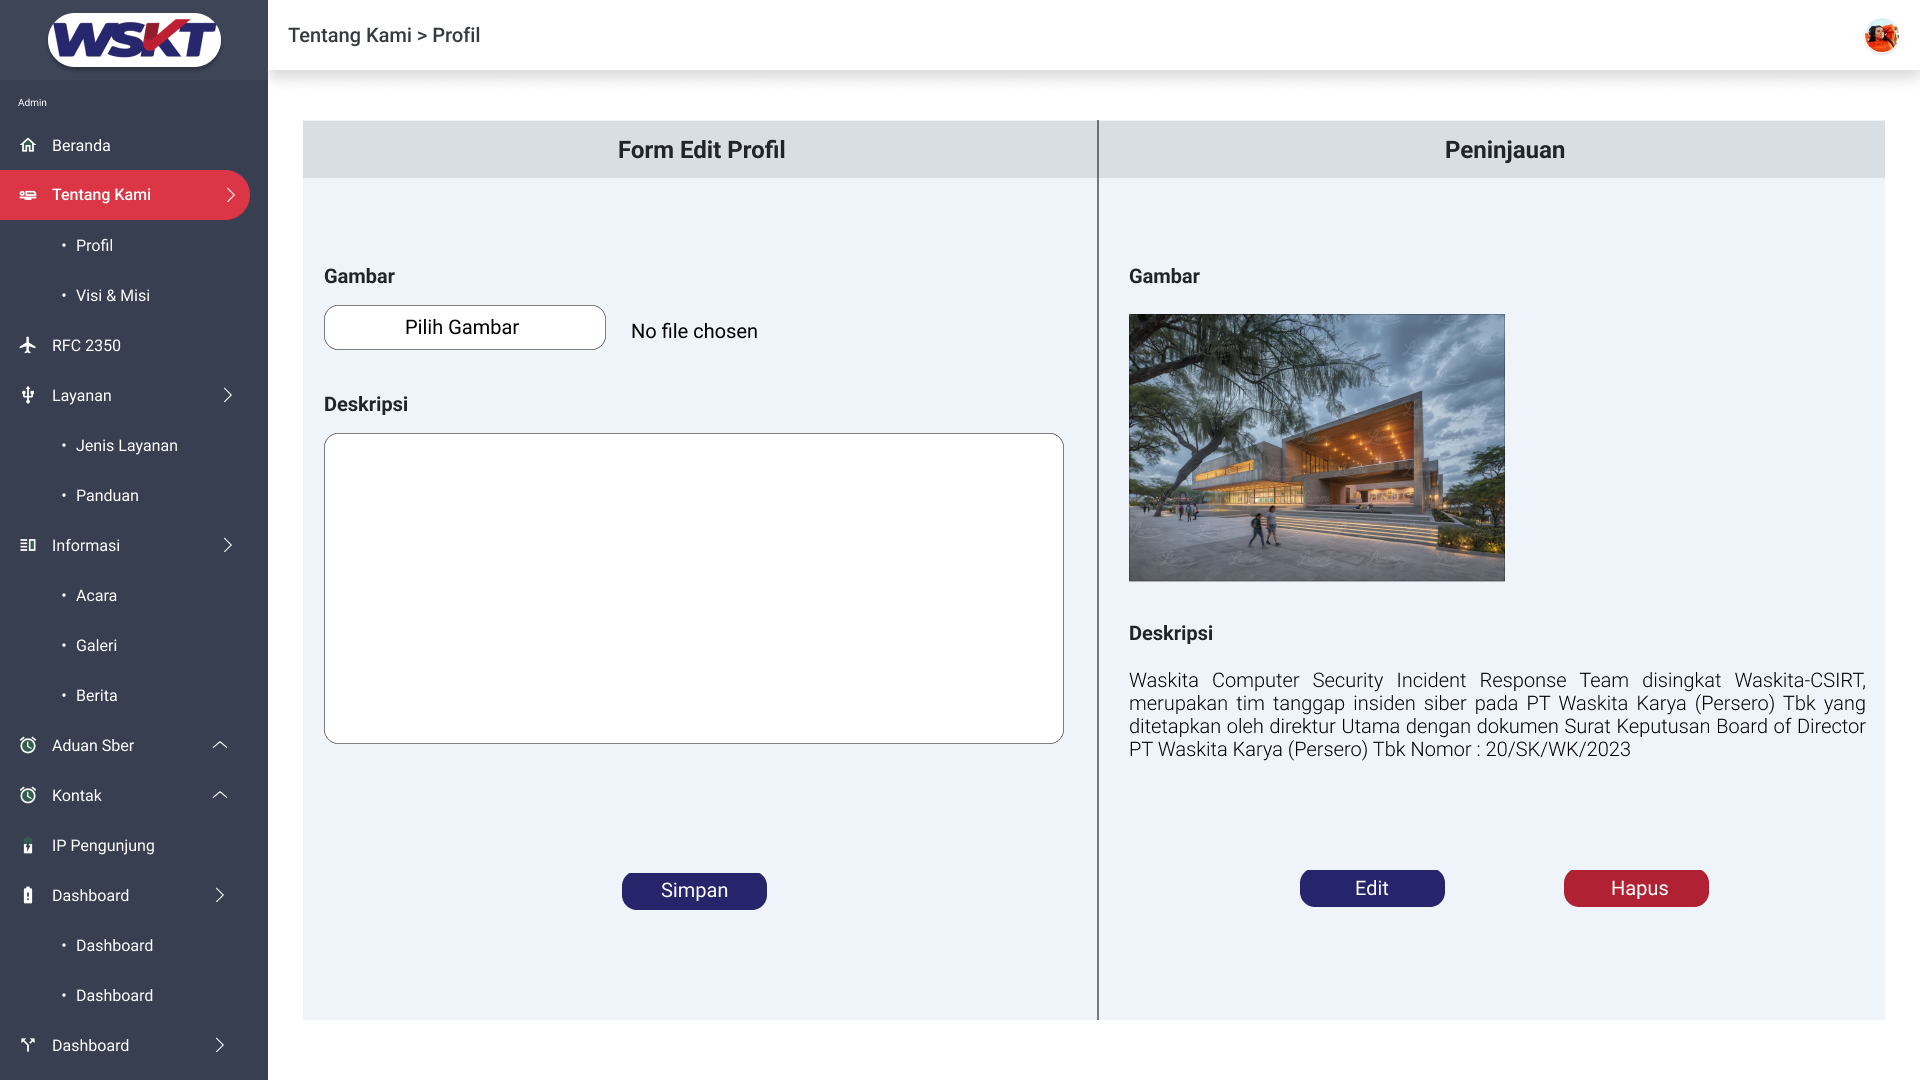 WSKT
Tentang Kami > Profil
Admin
Beranda
Tentang Kami
• Profil
• Visi & Misi
RFC 2350
Layanan
• Jenis Layanan
• Panduan
Informasi
• Acara
• Galeri
• Berita
Aduan Sber
Kontak
IP Pengunjung
Dashboard
• Dashboard
• Dashboard
Dashboard
Form Edit Profil
Gambar
Pilih Gambar
No file chosen
Deskripsi
Simpan
Peninjauan
Gambar
Deskripsi
Waskita Computer Security Incident Response Team disingkat Waskita-CSIRT,
merupakan tim tanggap insiden siber pada PT Waskita Karya (Persero) Tbk yang
ditetapkan oleh direktur Utama dengan dokumen Surat Keputusan Board of Director
PT Waskita Karya (Persero) Tbk Nomor : 20/SK/WK/2023
Edit
Hapus